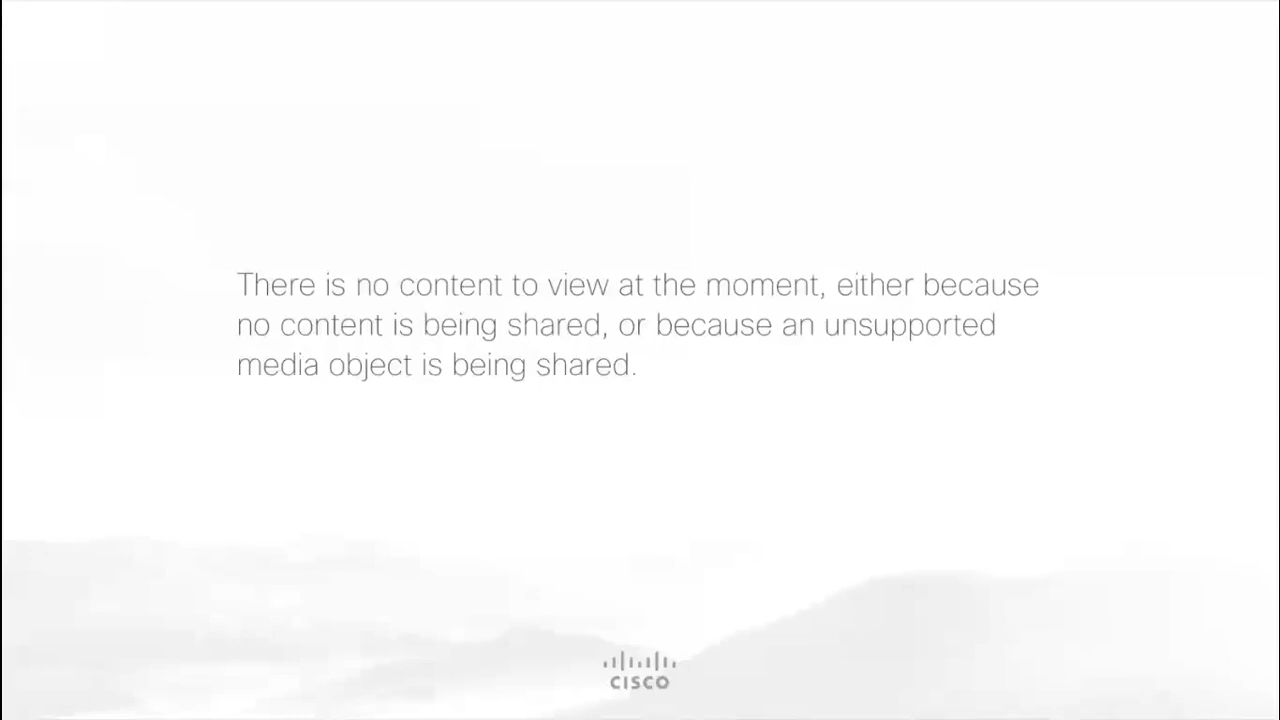 There is no content to view at the moment, either because
no content is being shared, or because an unsupported
media object is being shared.
CISCO